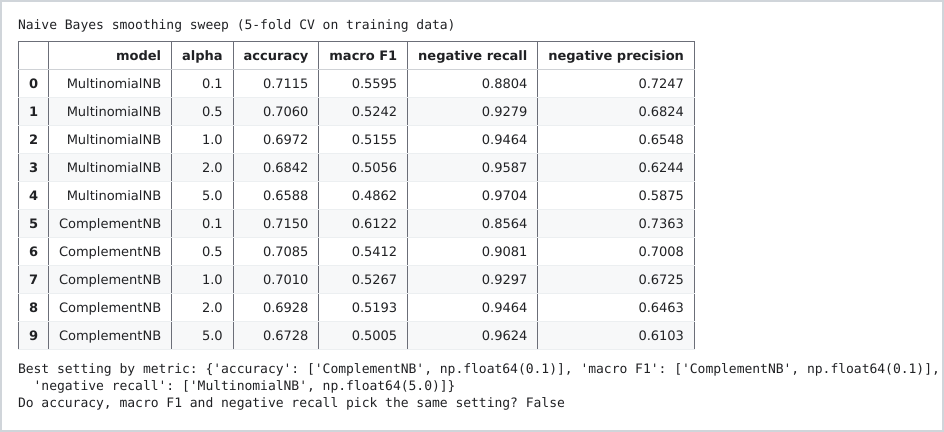 Naive Bayes smoothing sweep (5-fold CV on training data)
model alpha accuracy macro F1 negative recall negative precision
0 MultinomialNB 0.1 0.7115 0.5595 0.8804 0.7247
1 MultinomialNB 0.5 0.7060 0.5242 0.9279 0.6824
2 MultinomialNB 1.0 0.6972 0.5155 0.9464 0.6548
3 MultinomialNB 2.0 0.6842 0.5056 0.9587 0.6244
4 MultinomialNB 5.0 0.6588 0.4862 0.9704 0.5875
5 ComplementNB 0.1 0.7150 0.6122 0.8564 0.7363
6 ComplementNB 0.5 0.7085 0.5412 0.9081 0.7008
7 ComplementNB 1.0 0.7010 0.5267 0.9297 0.6725
8 ComplementNB 2.0 0.6928 0.5193 0.9464 0.6463
9 ComplementNB 5.0 0.6728 0.5005 0.9624 0.6103
Best setting by metric: {'accuracy': ['ComplementNB', np.float64(0.1)], 'macro F1': ['ComplementNB', np.float64(0.1)],
'negative recall': ['MultinomialNB', np.float64(5.0)]}
Do accuracy, macro F1 and negative recall pick the same setting? False